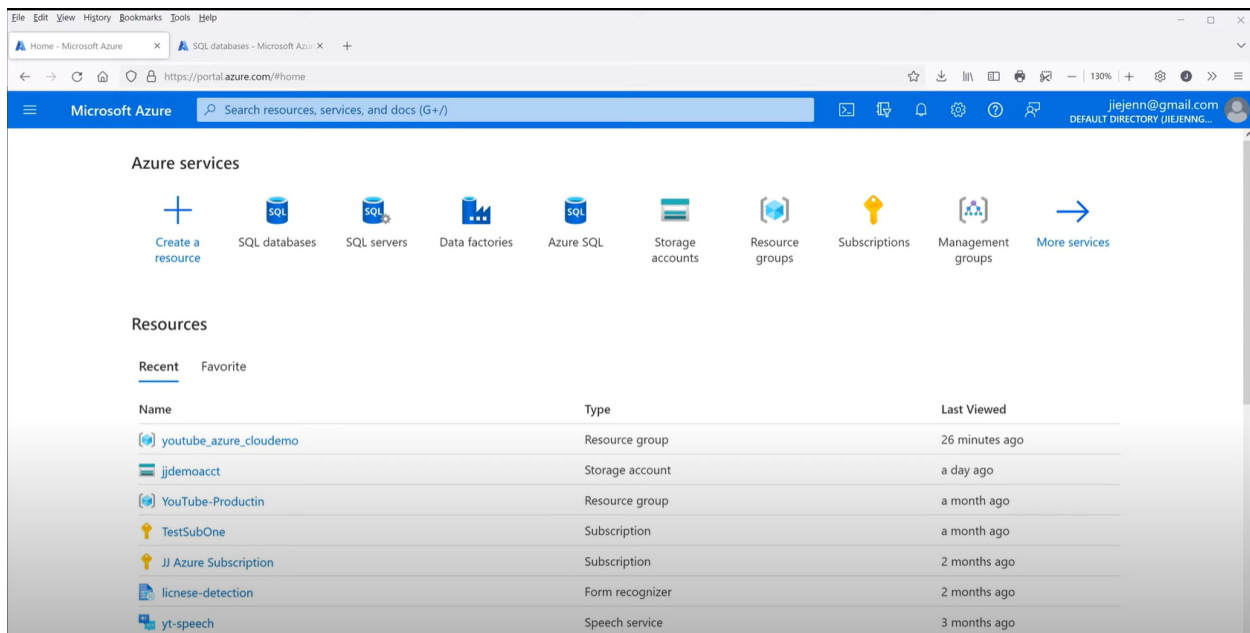 File Edit View History Bookmarks Tools Help
Home - Microsoft Azure
SQL databases - Microsoft Azu
https://portal.azure.com/#home
130%
J
Microsoft Azure
Search resources, services, and docs (G+/)
jiejenn@gmail.com
DEFAULT DIRECTORY (JIEJENNG...
Azure services
Create a
resource
SQL
SQL databases
SQL
SQL servers
Data factories
SQL
Azure SQL
Storage
accounts
Resource
groups
Subscriptions
Management
groups
More services
Resources
Recent Favorite
Name Type Last Viewed
youtube_azure_cloudemo Resource group 26 minutes ago
jjdemoacct Storage account a day ago
YouTube-Productin Resource group a month ago
TestSubOne Subscription a month ago
JJ Azure Subscription Subscription 2 months ago
licnese-detection Form recognizer 2 months ago
yt-speech Speech service 3 months ago